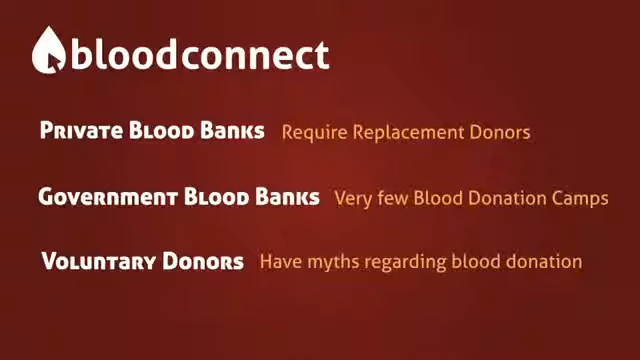 bloodconnect
Private Blood Banks Require Replacement Donors
Government Blood Banks Very few Blood Donation Camps
Voluntary Donors Have myths regarding blood donation